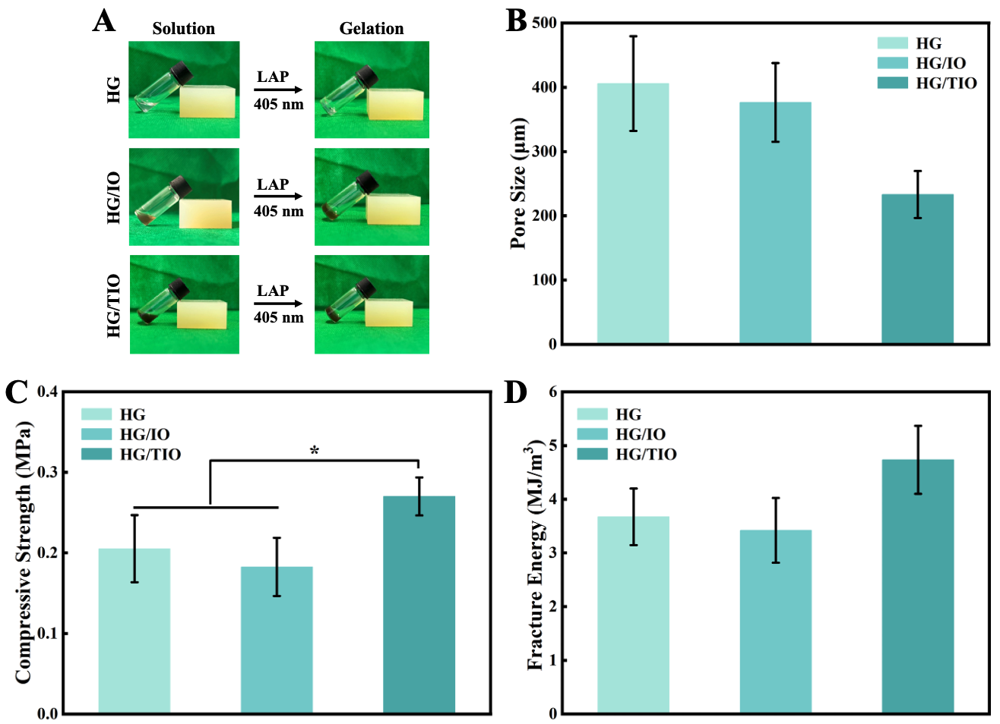 A
Solution
Gelation
HG
LAP
405 nm
HG/IO
LAP
405 nm
HG/TIO
LAP
405 nm
B
500
400
300
200
100
0
Pore Size (μm)
HG
HG/IO
HG/TIO
C
0.4
0.3
0.2
0.1
0.0
Compressive Strength (MPa)
HG
HG/IO
HG/TIO
*
D
6
5
4
3
2
1
0
Fracture Energy (MJ/m³)
HG
HG/IO
HG/TIO